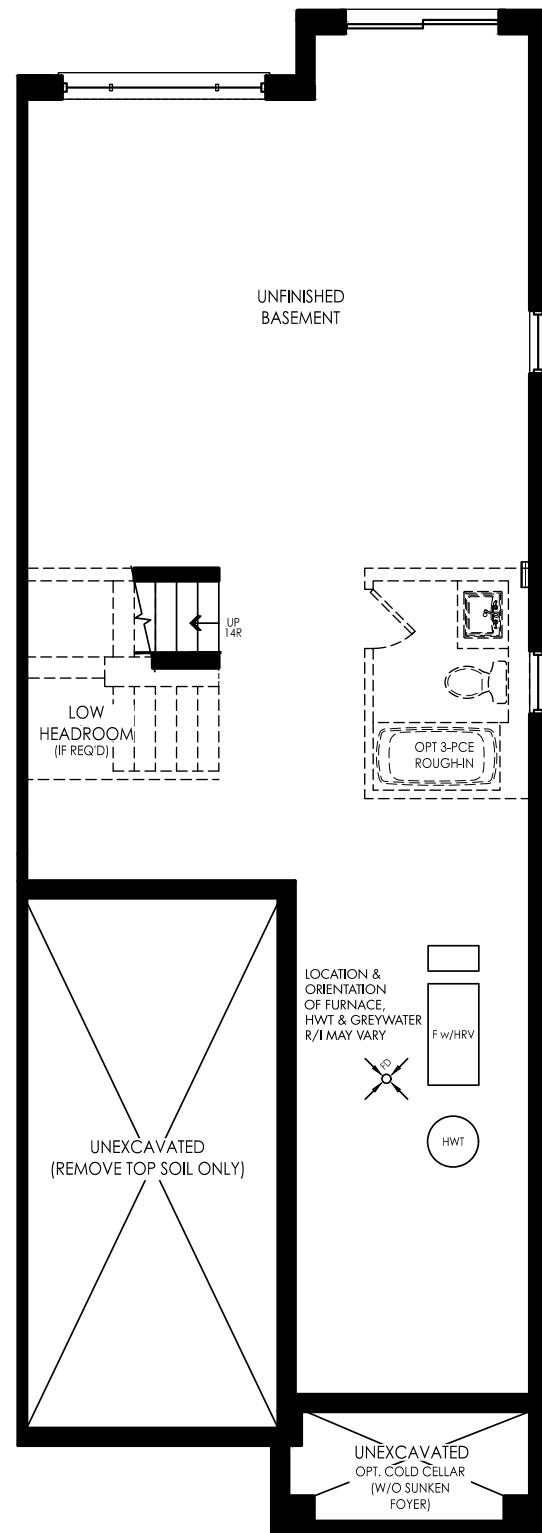 UNFINISHED
BASEMENT
UP
14R
LOW
HEADROOM
(IF REQ'D)
OPT 3-PCE
ROUGH-IN
LOCATION &
ORIENTATION
OF FURNACE,
HWT & GREYWATER
R/I MAY VARY
F w/HRV
FD
HWT
UNEXCAVATED
(REMOVE TOP SOIL ONLY)
UNEXCAVATED
OPT. COLD CELLAR
(W/O SUNKEN
FOYER)